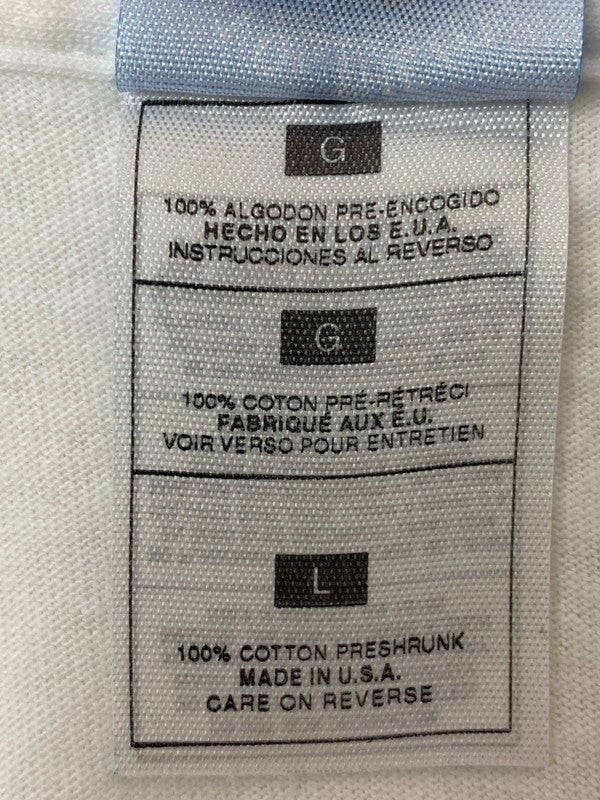 G
100% ALGODON PRE-ENCOGIDO
HECHO EN LOS E.U.A.
INSTRUCCIONES AL REVERSO
G
100% COTON PRÉ-RÉTRÉCI
FABRIQUÉ AUX É.U.
VOIR VERSO POUR ENTRETIEN
L
100% COTTON PRESHRUNK
MADE IN U.S.A.
CARE ON REVERSE